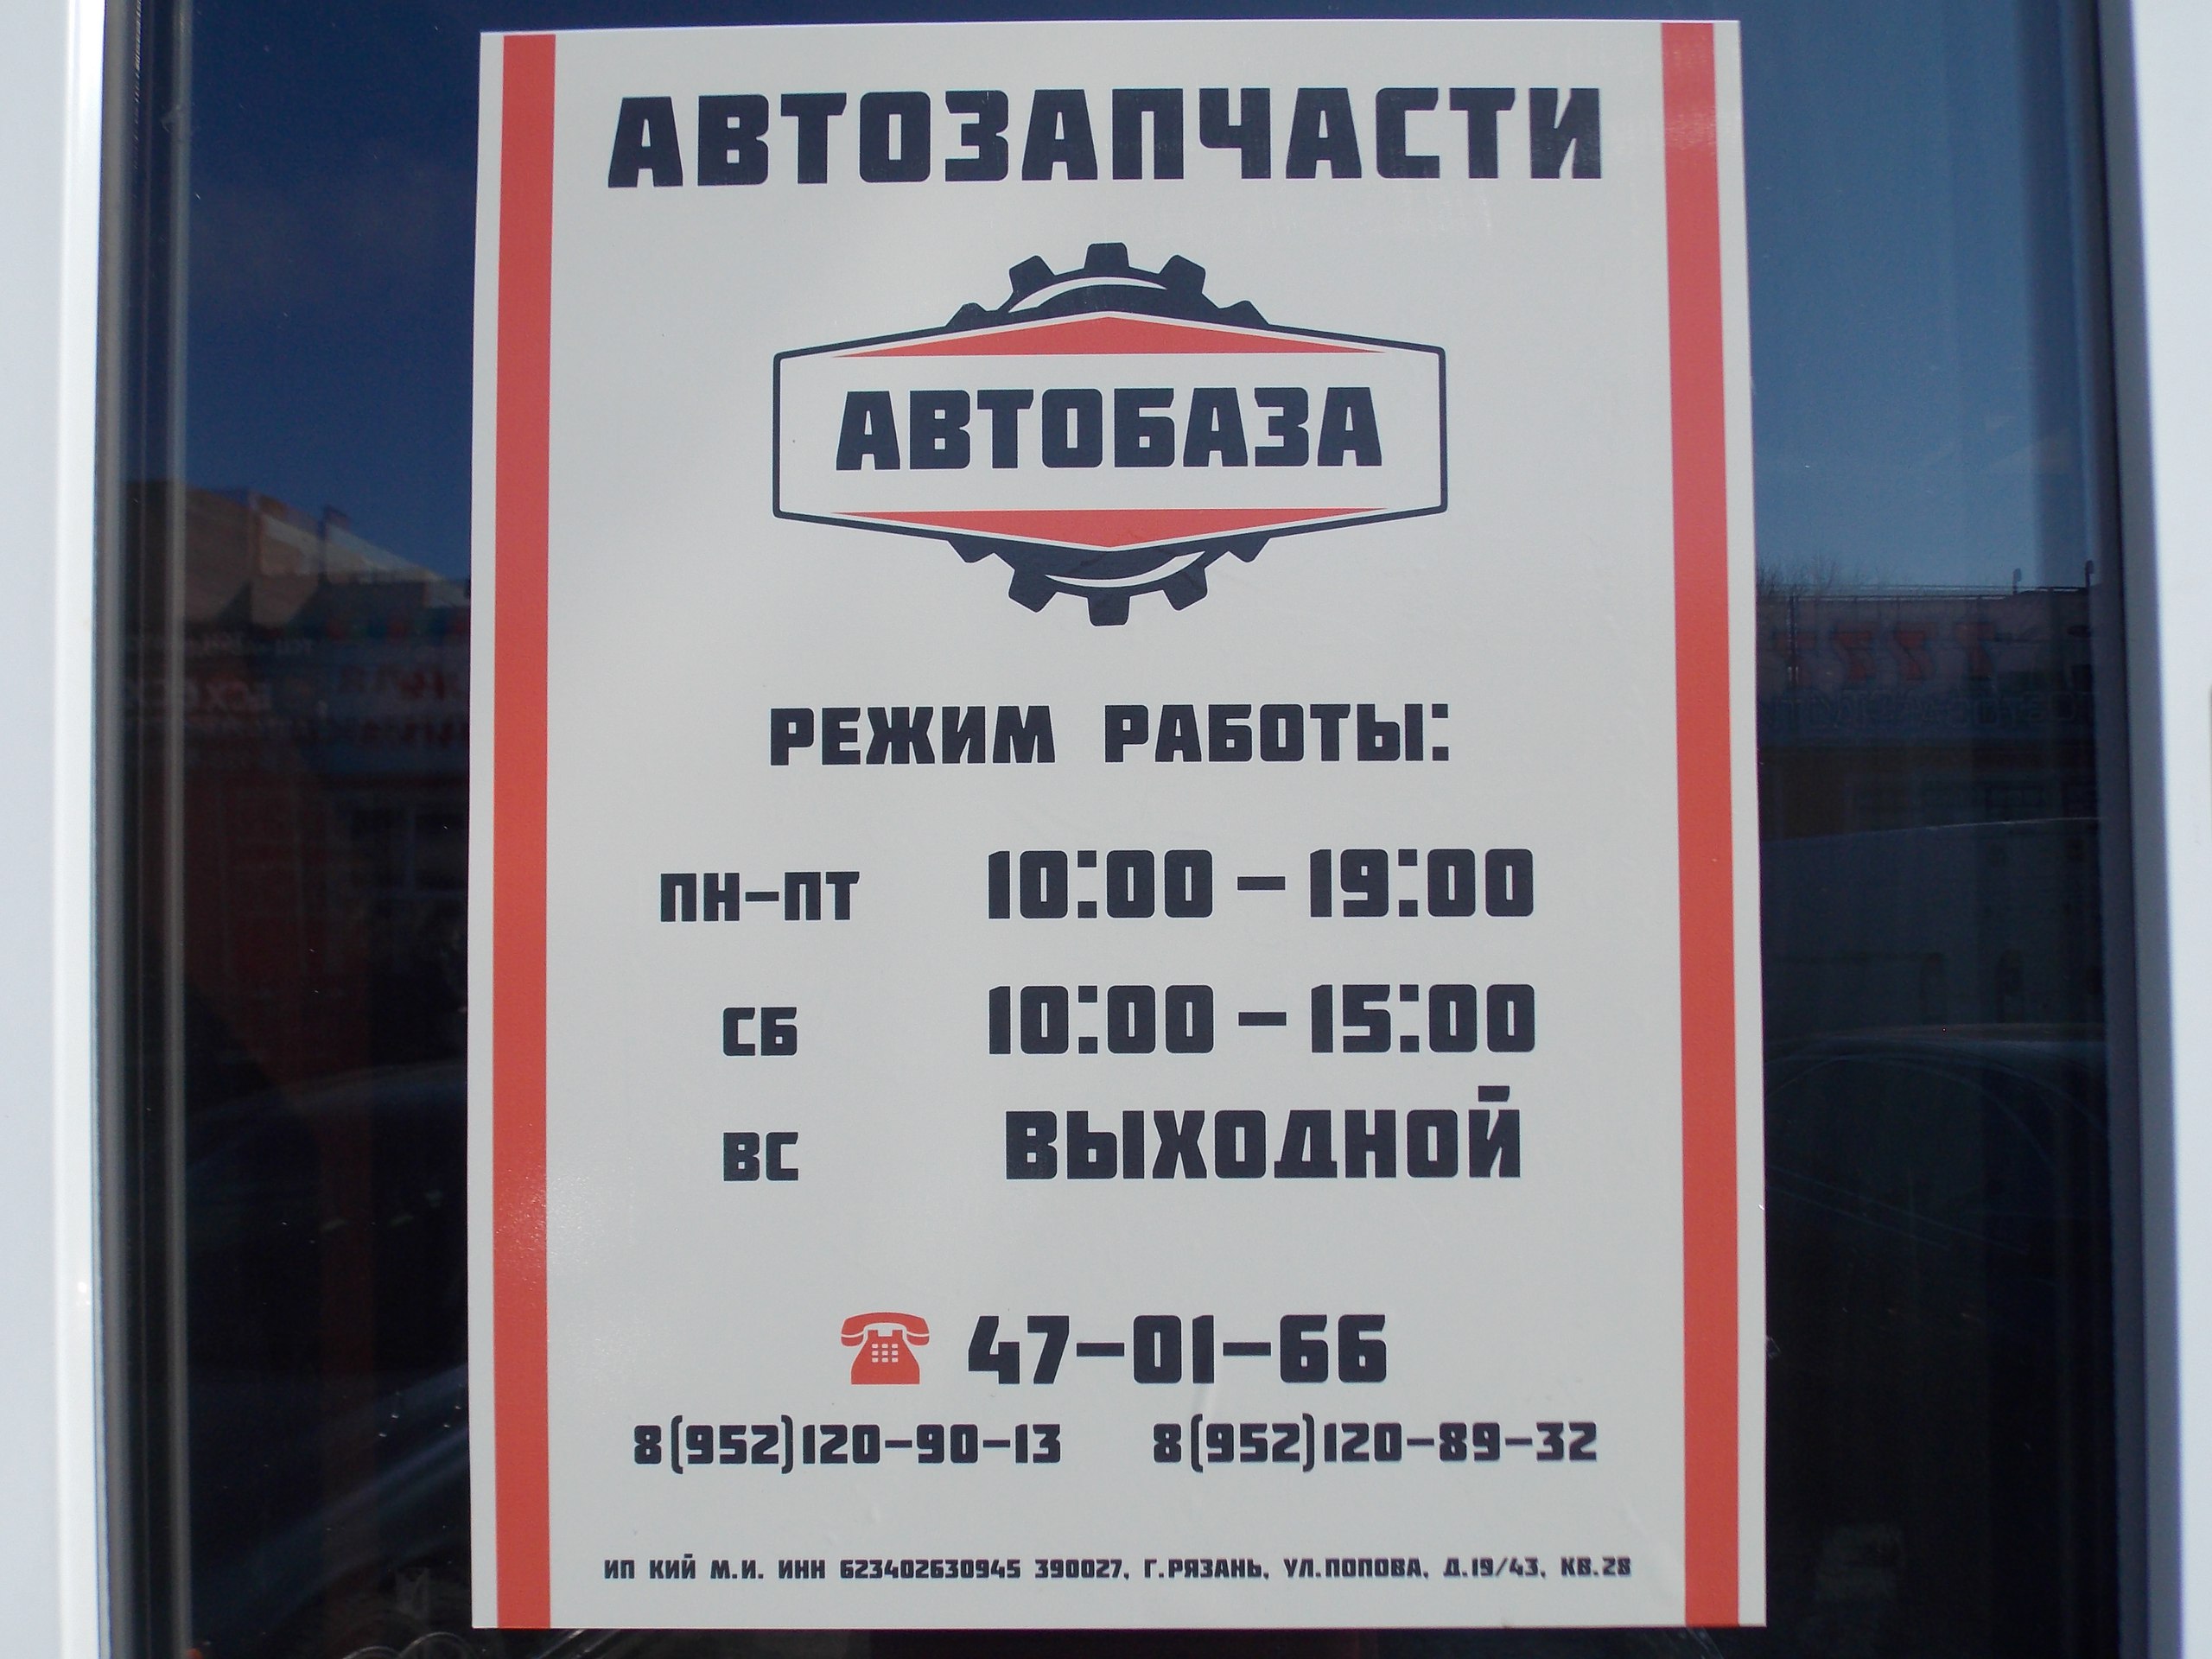 АВТОЗАПЧАСТИ
АВТОБАЗА
РЕЖИМ РАБОТЫ:
ПН-ПТ 10:00 - 19:00
СБ 10:00 - 15:00
ВС ВЫХОДНОЙ
47-01-66
8(952)120-90-13 8(952)120-89-32
ИП КИЙ М.И. ИНН 623402630945 390027, Г.РЯЗАНЬ, УЛ.ПОПОВА, Д.19/43, КВ.28